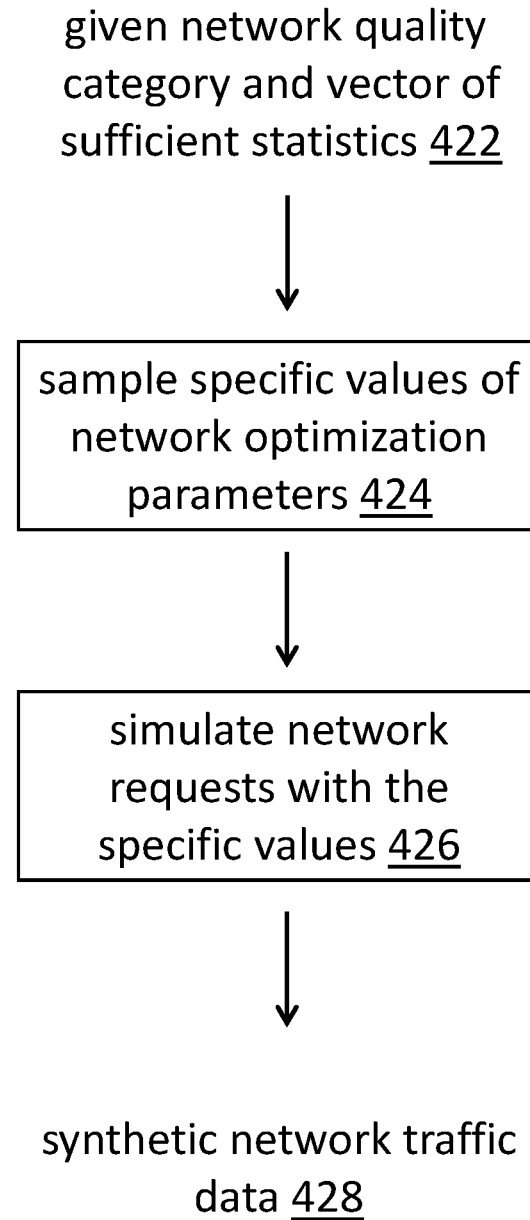 given network quality
category and vector of
sufficient statistics 422
sample specific values of
network optimization
parameters 424
simulate network
requests with the
specific values 426
synthetic network traffic
data 428